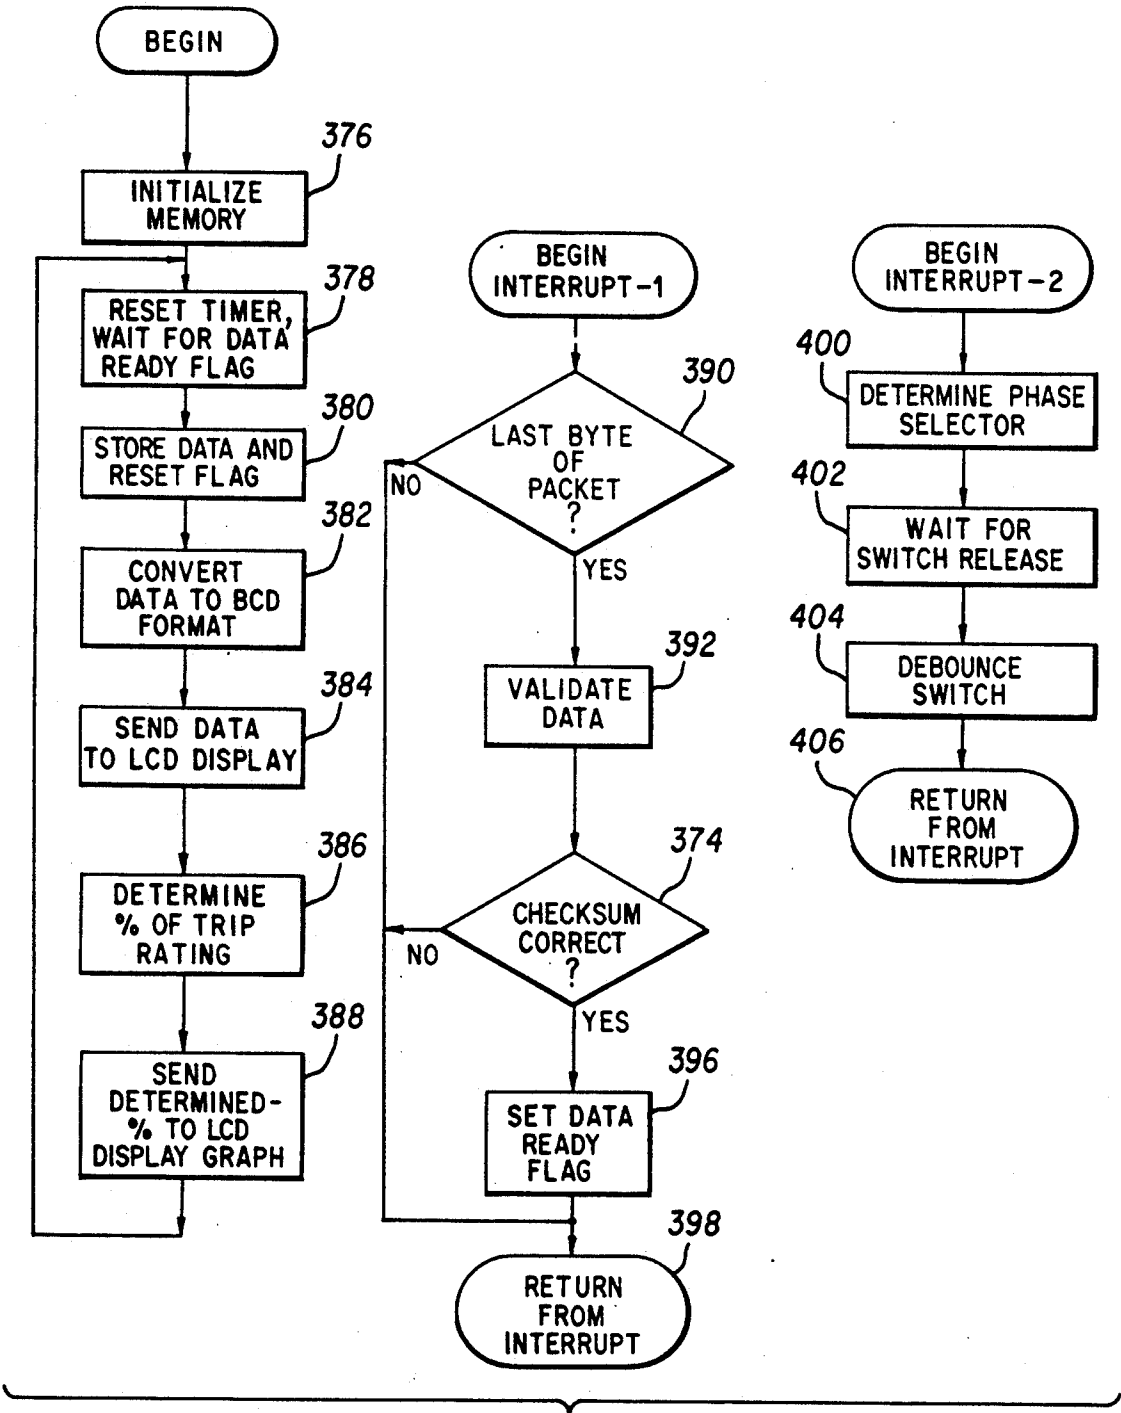 BEGIN
376
INITIALIZE
MEMORY
378
RESET TIMER,
WAIT FOR DATA
READY FLAG
380
STORE DATA AND
RESET FLAG
382
CONVERT
DATA TO BCD
FORMAT
384
SEND DATA
TO LCD DISPLAY
386
DETERMINE
% OF TRIP
RATING
388
SEND
DETERMINED-
% TO LCD
DISPLAY GRAPH
BEGIN
INTERRUPT-1
390
LAST BYTE
OF
PACKET
?
NO
YES
392
VALIDATE
DATA
374
CHECKSUM
CORRECT
?
NO
YES
396
SET DATA
READY
FLAG
398
RETURN
FROM
INTERRUPT
BEGIN
INTERRUPT-2
400
DETERMINE PHASE
SELECTOR
402
WAIT FOR
SWITCH RELEASE
404
DEBOUNCE
SWITCH
406
RETURN
FROM
INTERRUPT